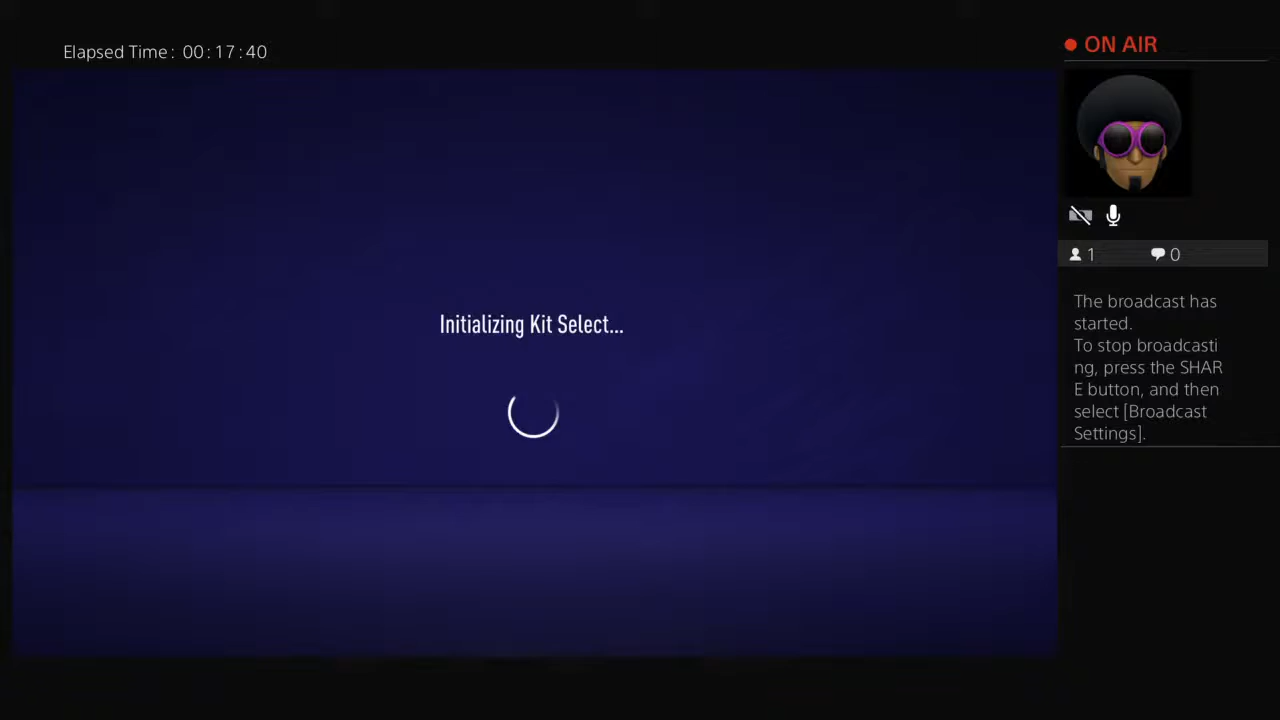 Elapsed Time: 00:17:40
ON AIR
1
0
Initializing Kit Select...
The broadcast has
started.
To stop broadcasti
ng, press the SHAR
E button, and then
select [Broadcast
Settings].